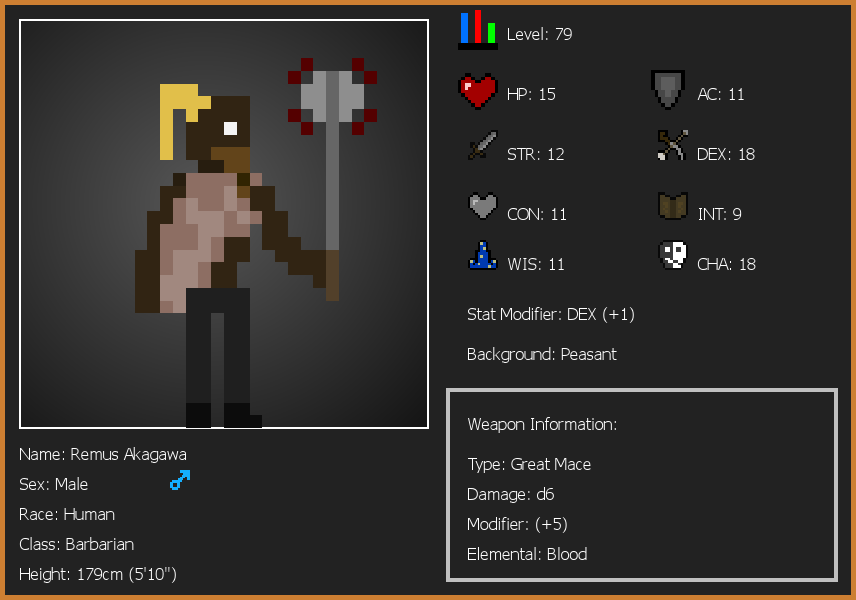 Level: 79
HP: 15
AC: 11
STR: 12
DEX: 18
CON: 11
INT: 9
WIS: 11
CHA: 18
Stat Modifier: DEX (+1)
Background: Peasant
Weapon Information:
Type: Great Mace
Damage: d6
Modifier: (+5)
Elemental: Blood
Name: Remus Akagawa
Sex: Male
Race: Human
Class: Barbarian
Height: 179cm (5'10")